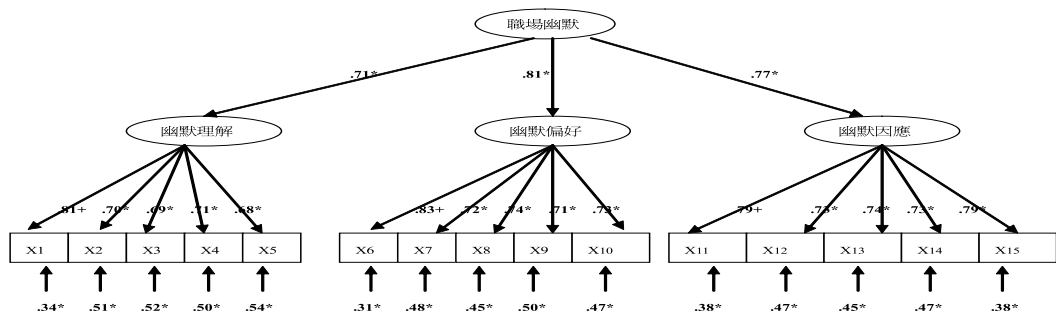 職場幽默
.71*
.81*
.77*
幽默理解
幽默偏好
幽默因應
.81+ .70* .69* .71* .68*
.83+ .72* .74* .71* .73*
.79+ .73* .74* .73* .79*
X1 X2 X3 X4 X5
X6 X7 X8 X9 X10
X11 X12 X13 X14 X15
.34* .51* .52* .50* .54*
.31* .48* .45* .50* .47*
.38* .47* .45* .47* .38*